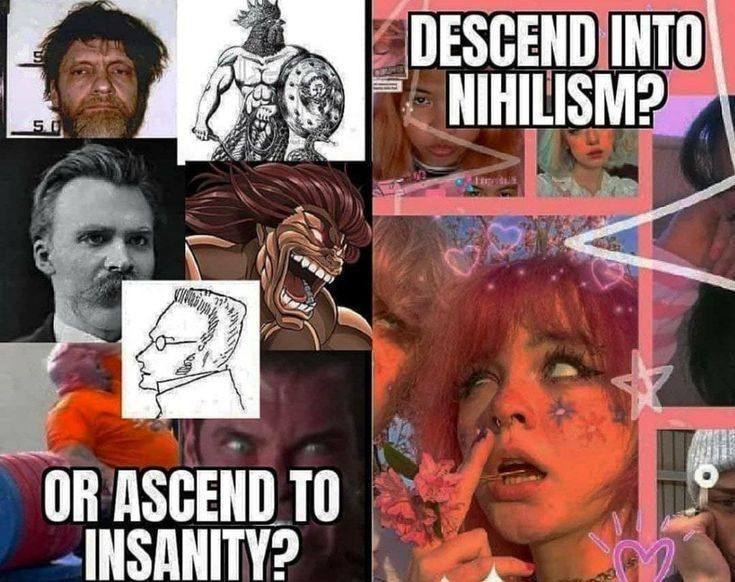 DESCEND INTO
NIHILISM?
OR ASCEND TO
INSANITY?